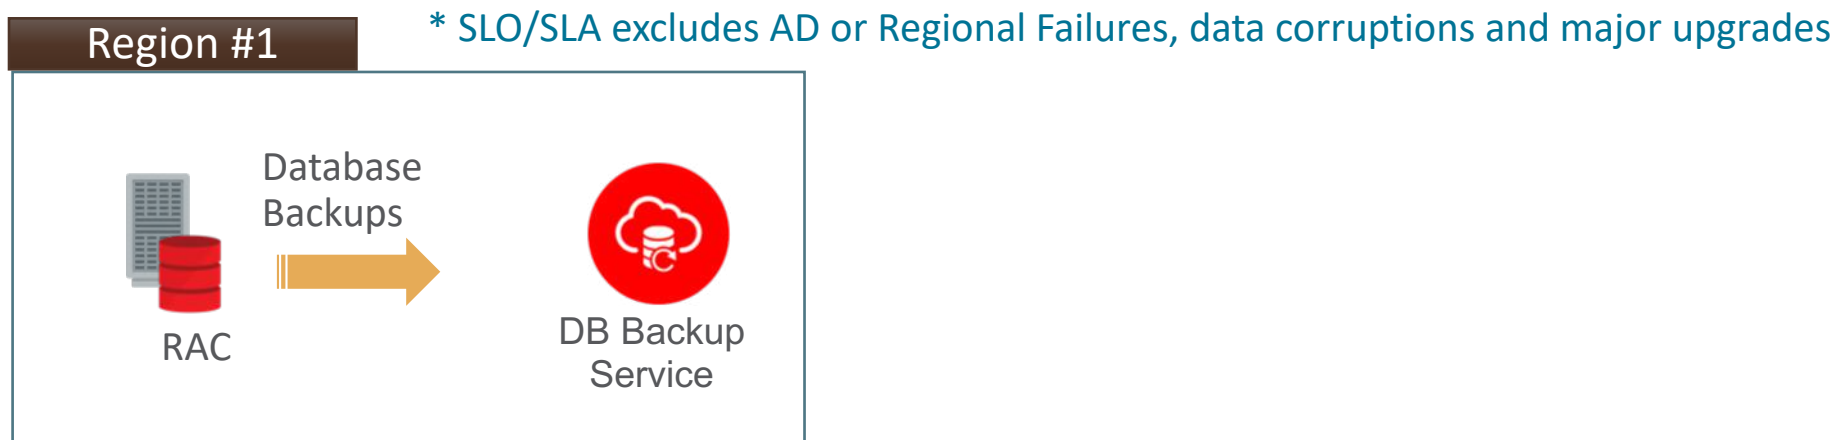 Region #1
* SLO/SLA excludes AD or Regional Failures, data corruptions and major upgrades
Database
Backups
RAC
DB Backup
Service